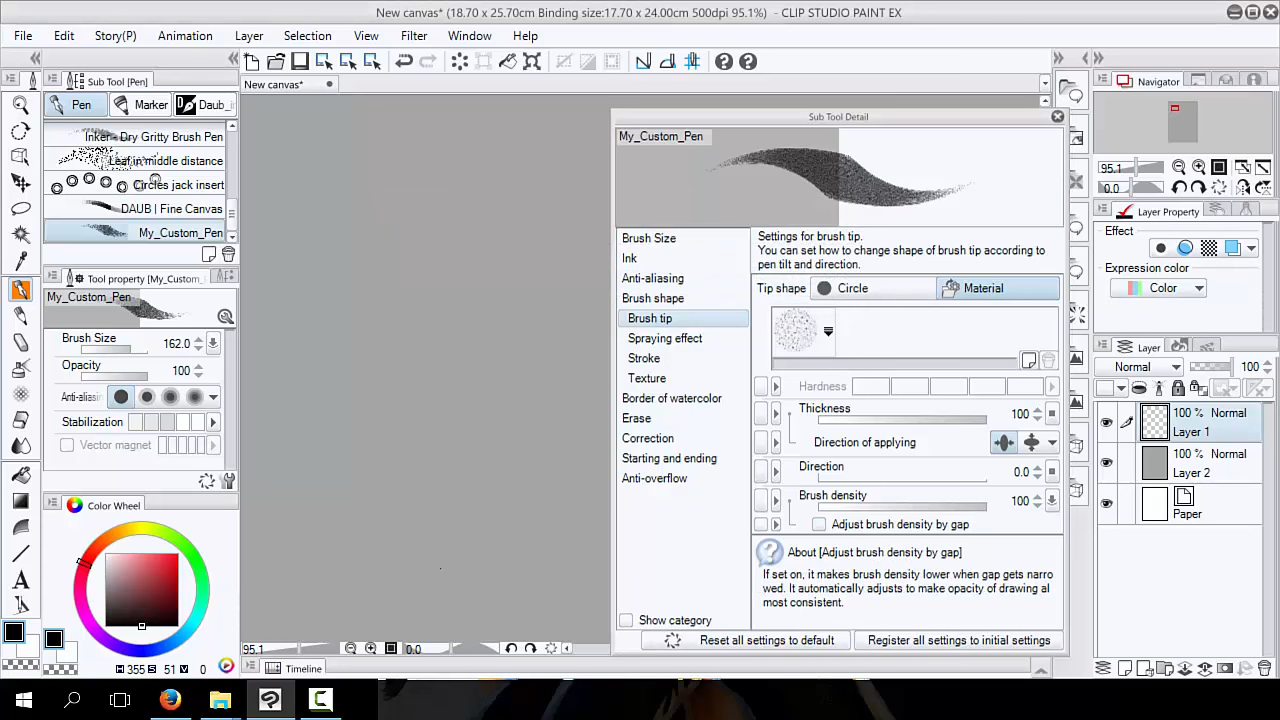 New canvas* (18.70 x 25.70cm Binding size:17.70 x 24.00cm 500dpi 95.1%) - CLIP STUDIO PAINT EX
File Edit Story(P) Animation Layer Selection View Filter Window Help
Sub Tool [Pen]
New canvas*
Navigator
Pen Marker Daub_i
Inker - Dry Gritty Brush Pen
Leaf in middle distance
Circles jack insert
DAUB | Fine Canvas
My_Custom_Pen
Tool property [My_Custom_
My_Custom_Pen
Brush Size 162.0
Opacity 100
Anti-aliasin
Stabilization
Vector magnet
Color Wheel
355 S 51 V 0
95.1 0.0
Timeline
Sub Tool Detail
My_Custom_Pen
Brush Size
Ink
Anti-aliasing
Brush shape
Brush tip
Spraying effect
Stroke
Texture
Border of watercolor
Erase
Correction
Starting and ending
Anti-overflow
Show category
Settings for brush tip.
You can set how to change shape of brush tip according to
pen tilt and direction.
Tip shape Circle Material
Hardness
Thickness 100
Direction of applying
Direction 0.0
Brush density 100
Adjust brush density by gap
About [Adjust brush density by gap]
If set on, it makes brush density lower when gap gets narro
wed. It automatically adjusts to make opacity of drawing al
most consistent.
Reset all settings to default Register all settings to initial settings
95.1
0.0
Layer Property
Effect
Expression color
Color
Layer
Normal 100
100 % Normal
Layer 1
100 % Normal
Layer 2
Paper